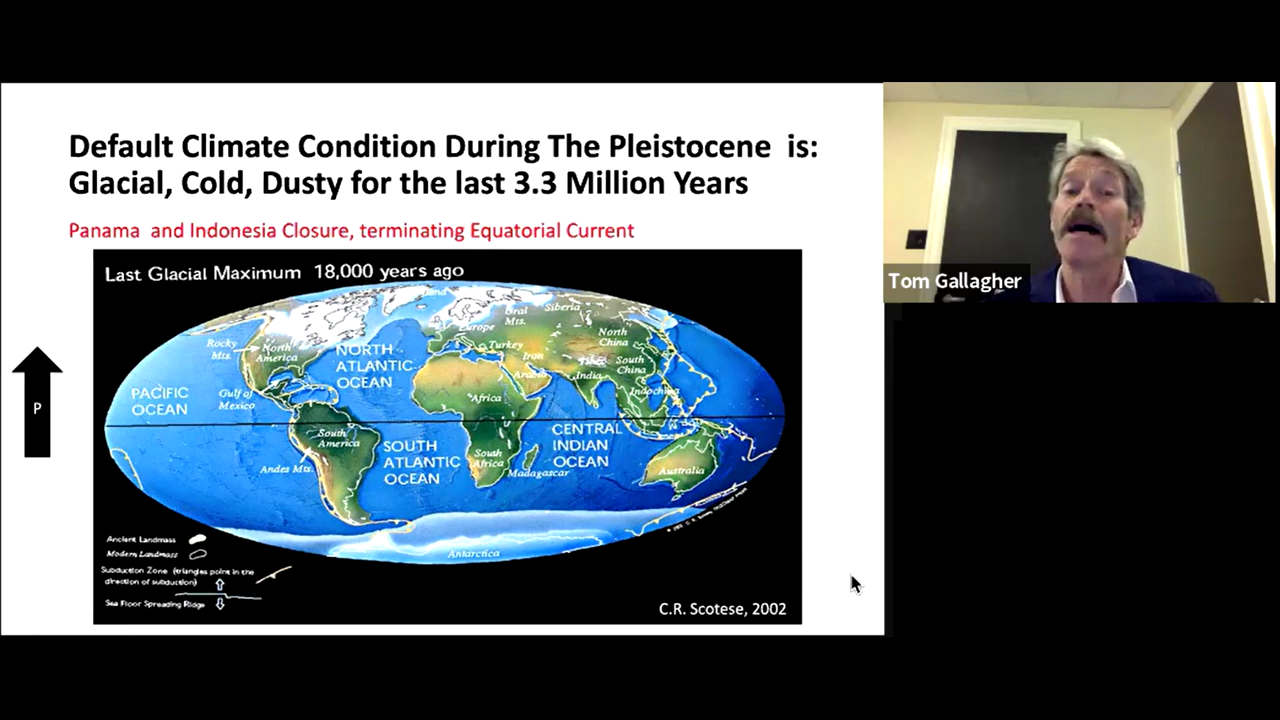 Default Climate Condition During The Pleistocene is:
Glacial, Cold, Dusty for the last 3.3 Million Years
Panama and Indonesia Closure, terminating Equatorial Current
Last Glacial Maximum 18,000 years ago
Ural
Mts.
Siberia
Europe
Rocky
Mts.
North
America
NORTH
ATLANTIC
OCEAN
Turkey
Iran
Arabia
North
China
South
China
India
Indochina
PACIFIC
OCEAN
Gulf of
Mexico
Africa
P
South
America
SOUTH
ATLANTIC
OCEAN
CENTRAL
INDIAN
OCEAN
Andes Mts.
South
Africa
Madagascar
Australia
Antarctica
Ancient Landmass
Modern Landmass
Subduction Zone (triangles point in the
direction of subduction)
Sea Floor Spreading Ridge
C.R. Scotese, 2002
Tom Gallagher